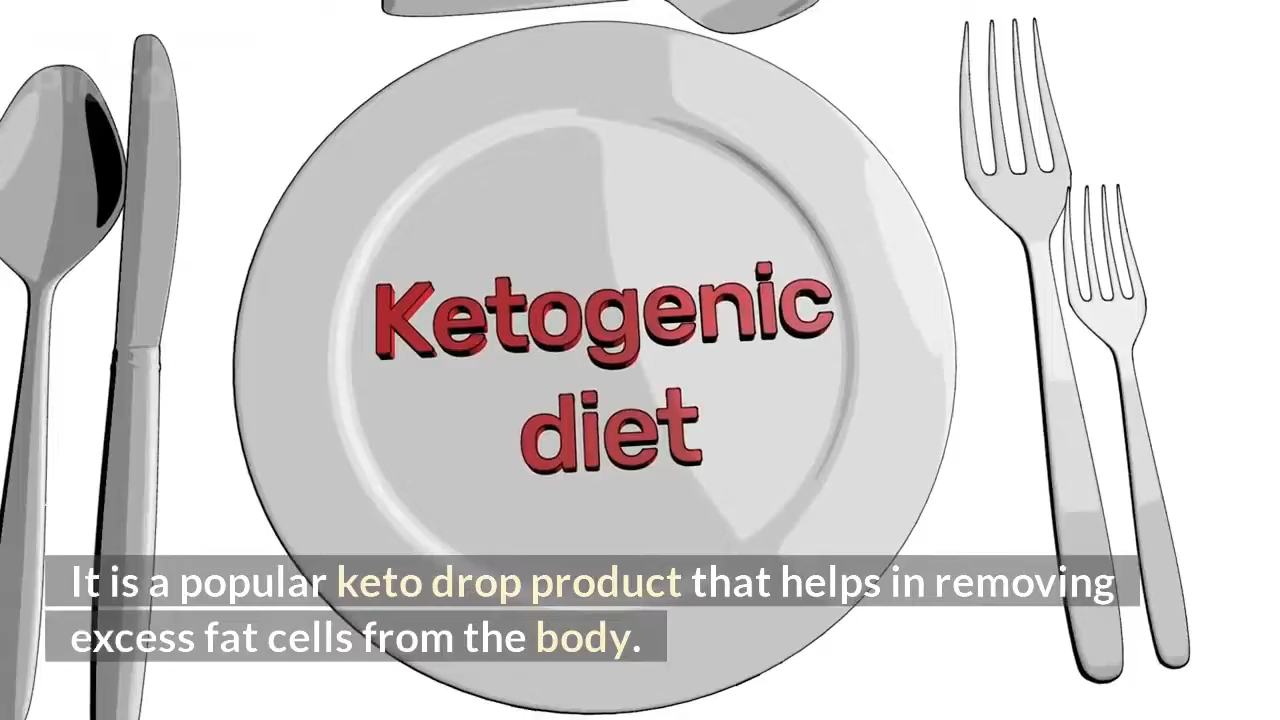 Ketogenic
diet
It is a popular keto drop product that helps in removing
excess fat cells from the body.